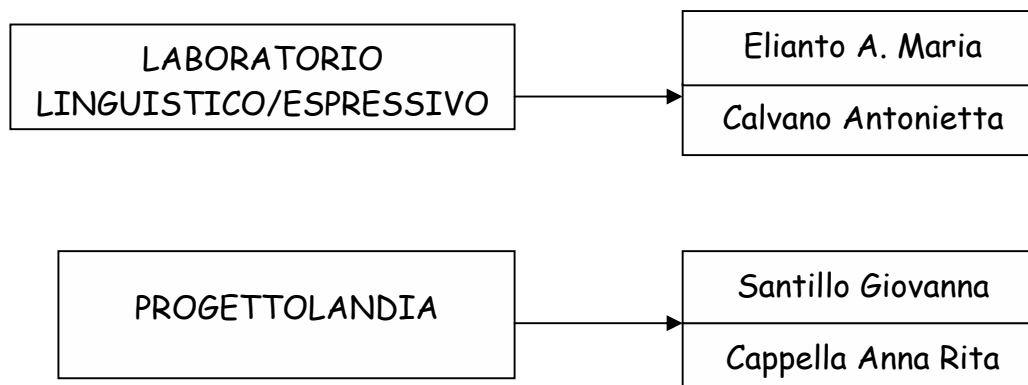 LABORATORIO
LINGUISTICO/ESPRESSIVO
Elianto A. Maria
Calvano Antonietta
PROGETTOLANDIA
Santillo Giovanna
Cappella Anna Rita